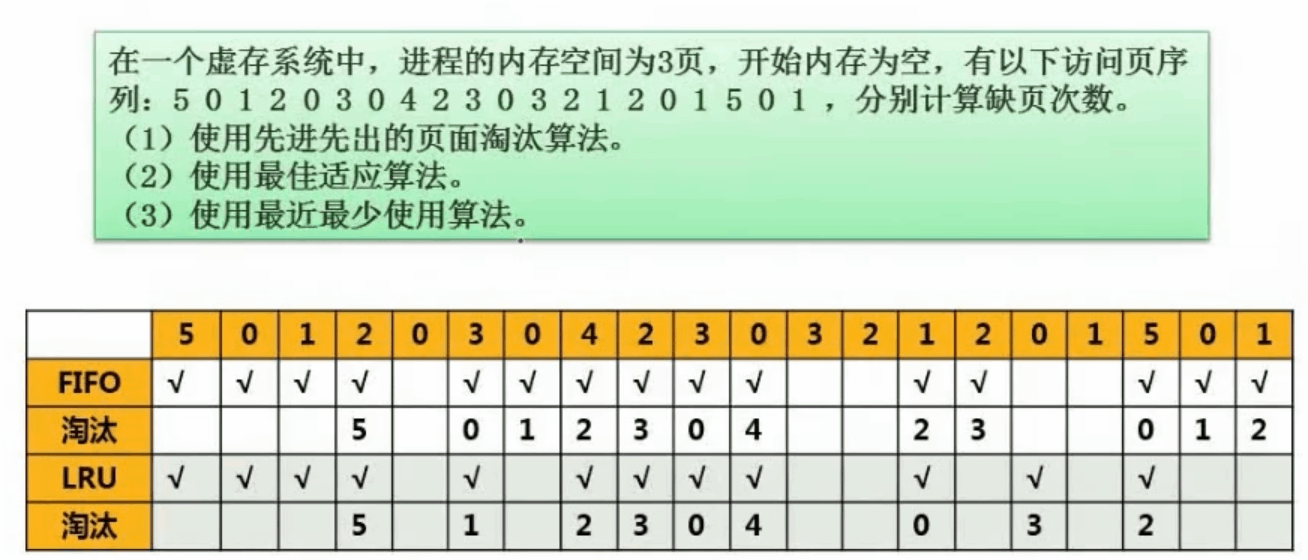 在一个虚存系统中，进程的内存空间为3页，开始内存为空，有以下访问页序
列：5 0 1 2 0 3 0 4 2 3 0 3 2 1 2 0 1 5 0 1 ，分别计算缺页次数。
（1）使用先进先出的页面淘汰算法。
（2）使用最佳适应算法。
（3）使用最近最少使用算法。
5 0 1 2 0 3 0 4 2 3 0 3 2 1 2 0 1 5 0 1
FIFO √ √ √ √ √ √ √ √ √ √ √ √ √ √ √
淘汰 5 0 1 2 3 0 4 2 3 0 1 2
LRU √ √ √ √ √ √ √ √ √ √ √ √
淘汰 5 1 2 3 0 4 0 3 2